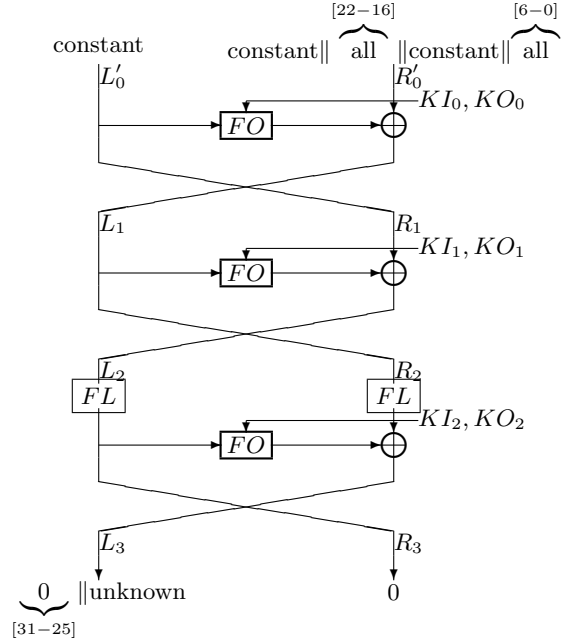 [22−16] [6−0]
constant constant‖ all ‖constant‖ all
L′₀ R′₀
KI₀, KO₀
FO
L₁ R₁
KI₁, KO₁
FO
L₂ R₂
FL FL
KI₂, KO₂
FO
L₃ R₃
0 ‖unknown 0
[31−25]